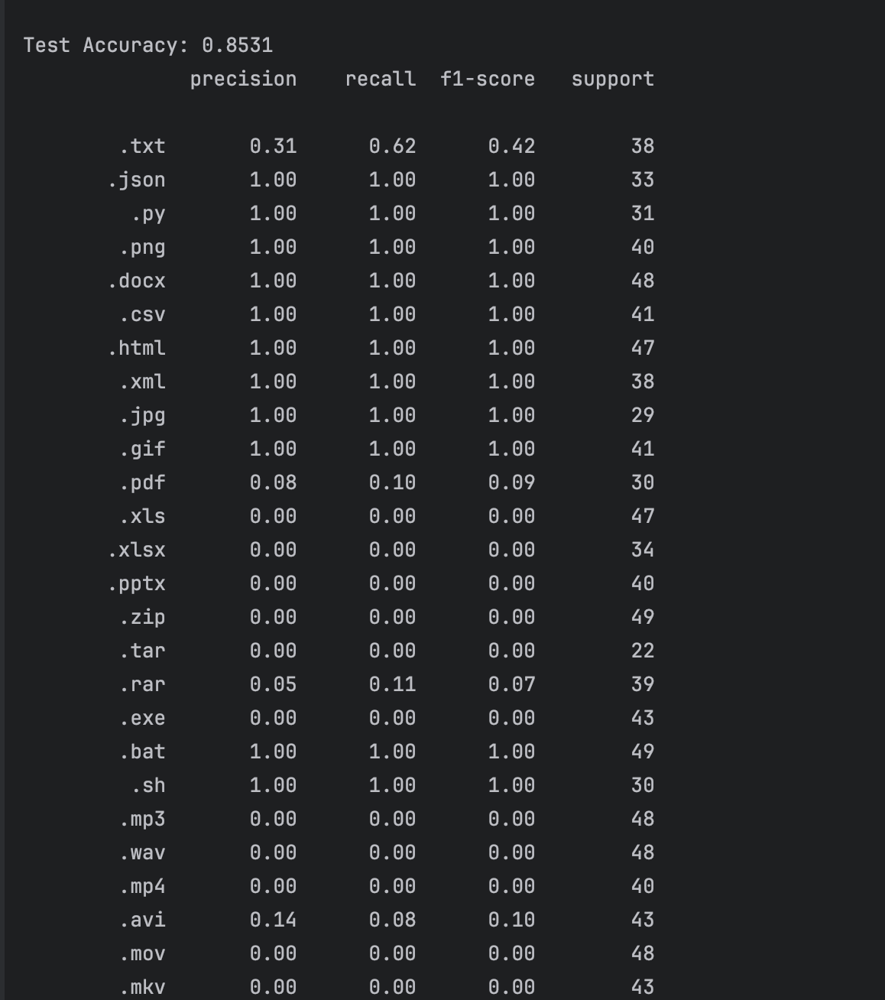 Test Accuracy: 0.8531
precision recall f1-score support
.txt 0.31 0.62 0.42 38
.json 1.00 1.00 1.00 33
.py 1.00 1.00 1.00 31
.png 1.00 1.00 1.00 40
.docx 1.00 1.00 1.00 48
.csv 1.00 1.00 1.00 41
.html 1.00 1.00 1.00 47
.xml 1.00 1.00 1.00 38
.jpg 1.00 1.00 1.00 29
.gif 1.00 1.00 1.00 41
.pdf 0.08 0.10 0.09 30
.xls 0.00 0.00 0.00 47
.xlsx 0.00 0.00 0.00 34
.pptx 0.00 0.00 0.00 40
.zip 0.00 0.00 0.00 49
.tar 0.00 0.00 0.00 22
.rar 0.05 0.11 0.07 39
.exe 0.00 0.00 0.00 43
.bat 1.00 1.00 1.00 49
.sh 1.00 1.00 1.00 30
.mp3 0.00 0.00 0.00 48
.wav 0.00 0.00 0.00 48
.mp4 0.00 0.00 0.00 40
.avi 0.14 0.08 0.10 43
.mov 0.00 0.00 0.00 48
.mkv 0.00 0.00 0.00 43